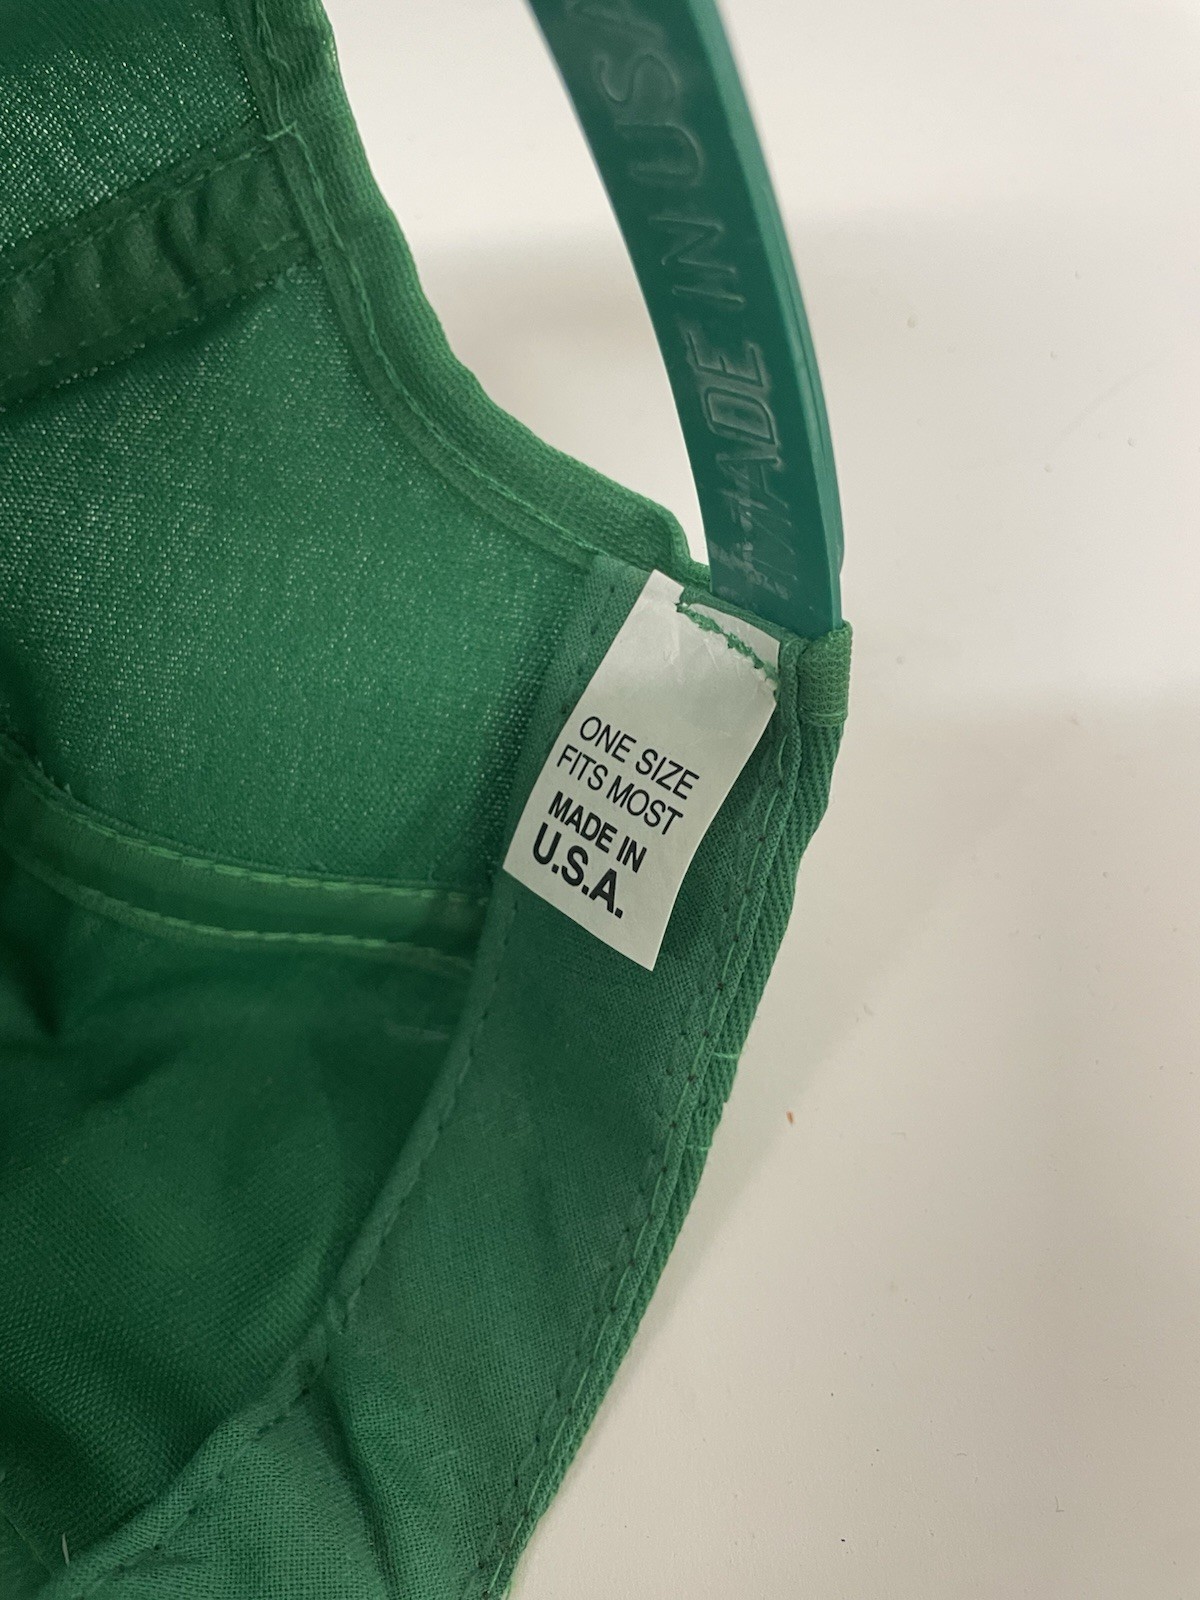 MADE IN USA
ONE SIZE
FITS MOST
MADE IN
U.S.A.